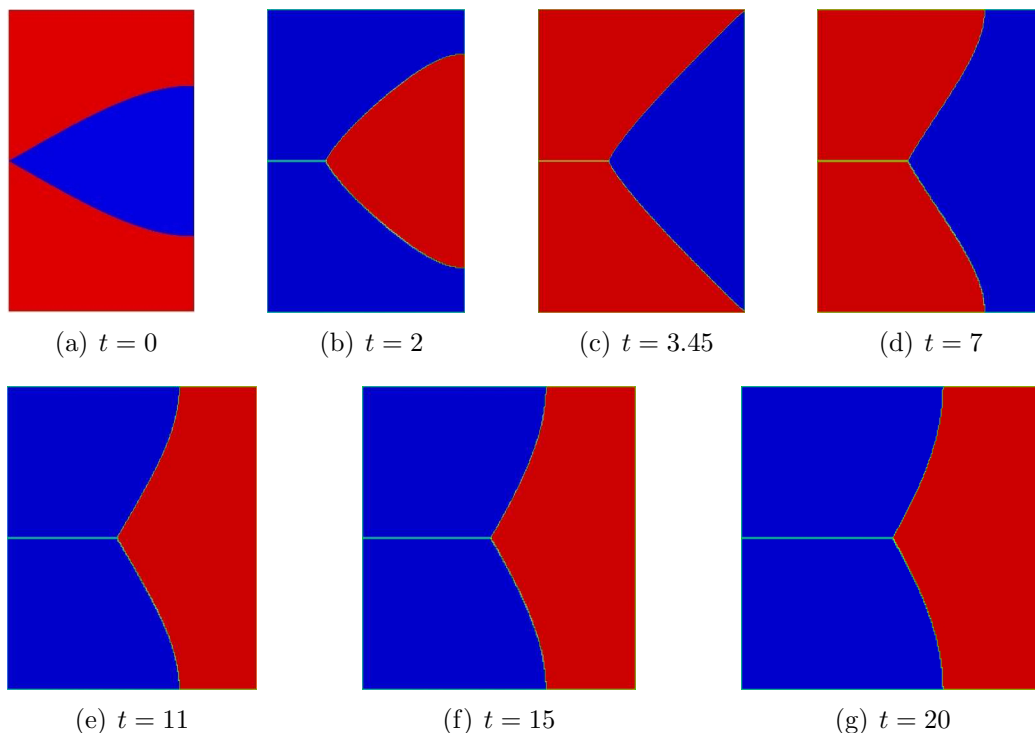 (a) t = 0
(b) t = 2
(c) t = 3.45
(d) t = 7
(e) t = 11
(f) t = 15
(g) t = 20